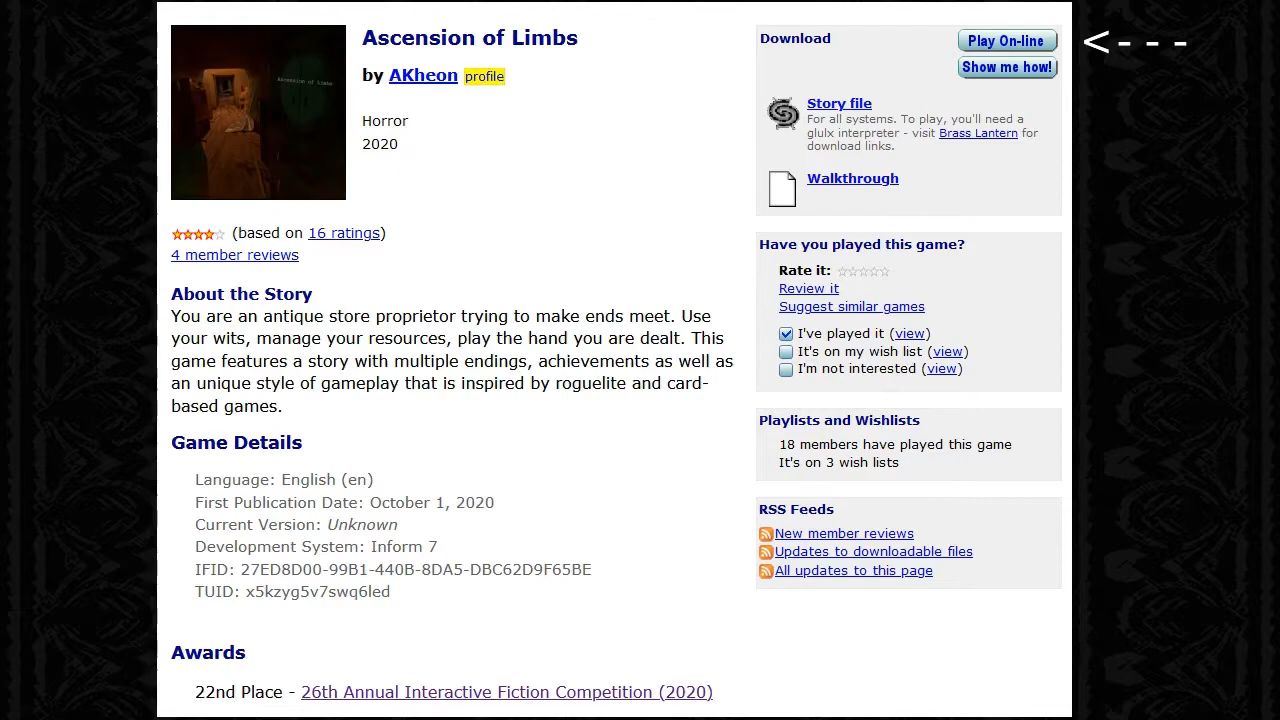 Ascension of Limbs
Ascension of Limbs
by AKheon profile
Horror
2020
(based on 16 ratings)
4 member reviews
About the Story
You are an antique store proprietor trying to make ends meet. Use
your wits, manage your resources, play the hand you are dealt. This
game features a story with multiple endings, achievements as well as
an unique style of gameplay that is inspired by roguelite and card-
based games.
Game Details
Language: English (en)
First Publication Date: October 1, 2020
Current Version: Unknown
Development System: Inform 7
IFID: 27ED8D00-99B1-440B-8DA5-DBC62D9F65BE
TUID: x5kzyg5v7swq6led
Awards
22nd Place - 26th Annual Interactive Fiction Competition (2020)
Download
Play On-line
<---
Show me how!
Story file
For all systems. To play, you'll need a
glulx interpreter - visit Brass Lantern for
download links.
Walkthrough
Have you played this game?
Rate it:
Review it
Suggest similar games
I've played it (view)
It's on my wish list (view)
I'm not interested (view)
Playlists and Wishlists
18 members have played this game
It's on 3 wish lists
RSS Feeds
New member reviews
Updates to downloadable files
All updates to this page